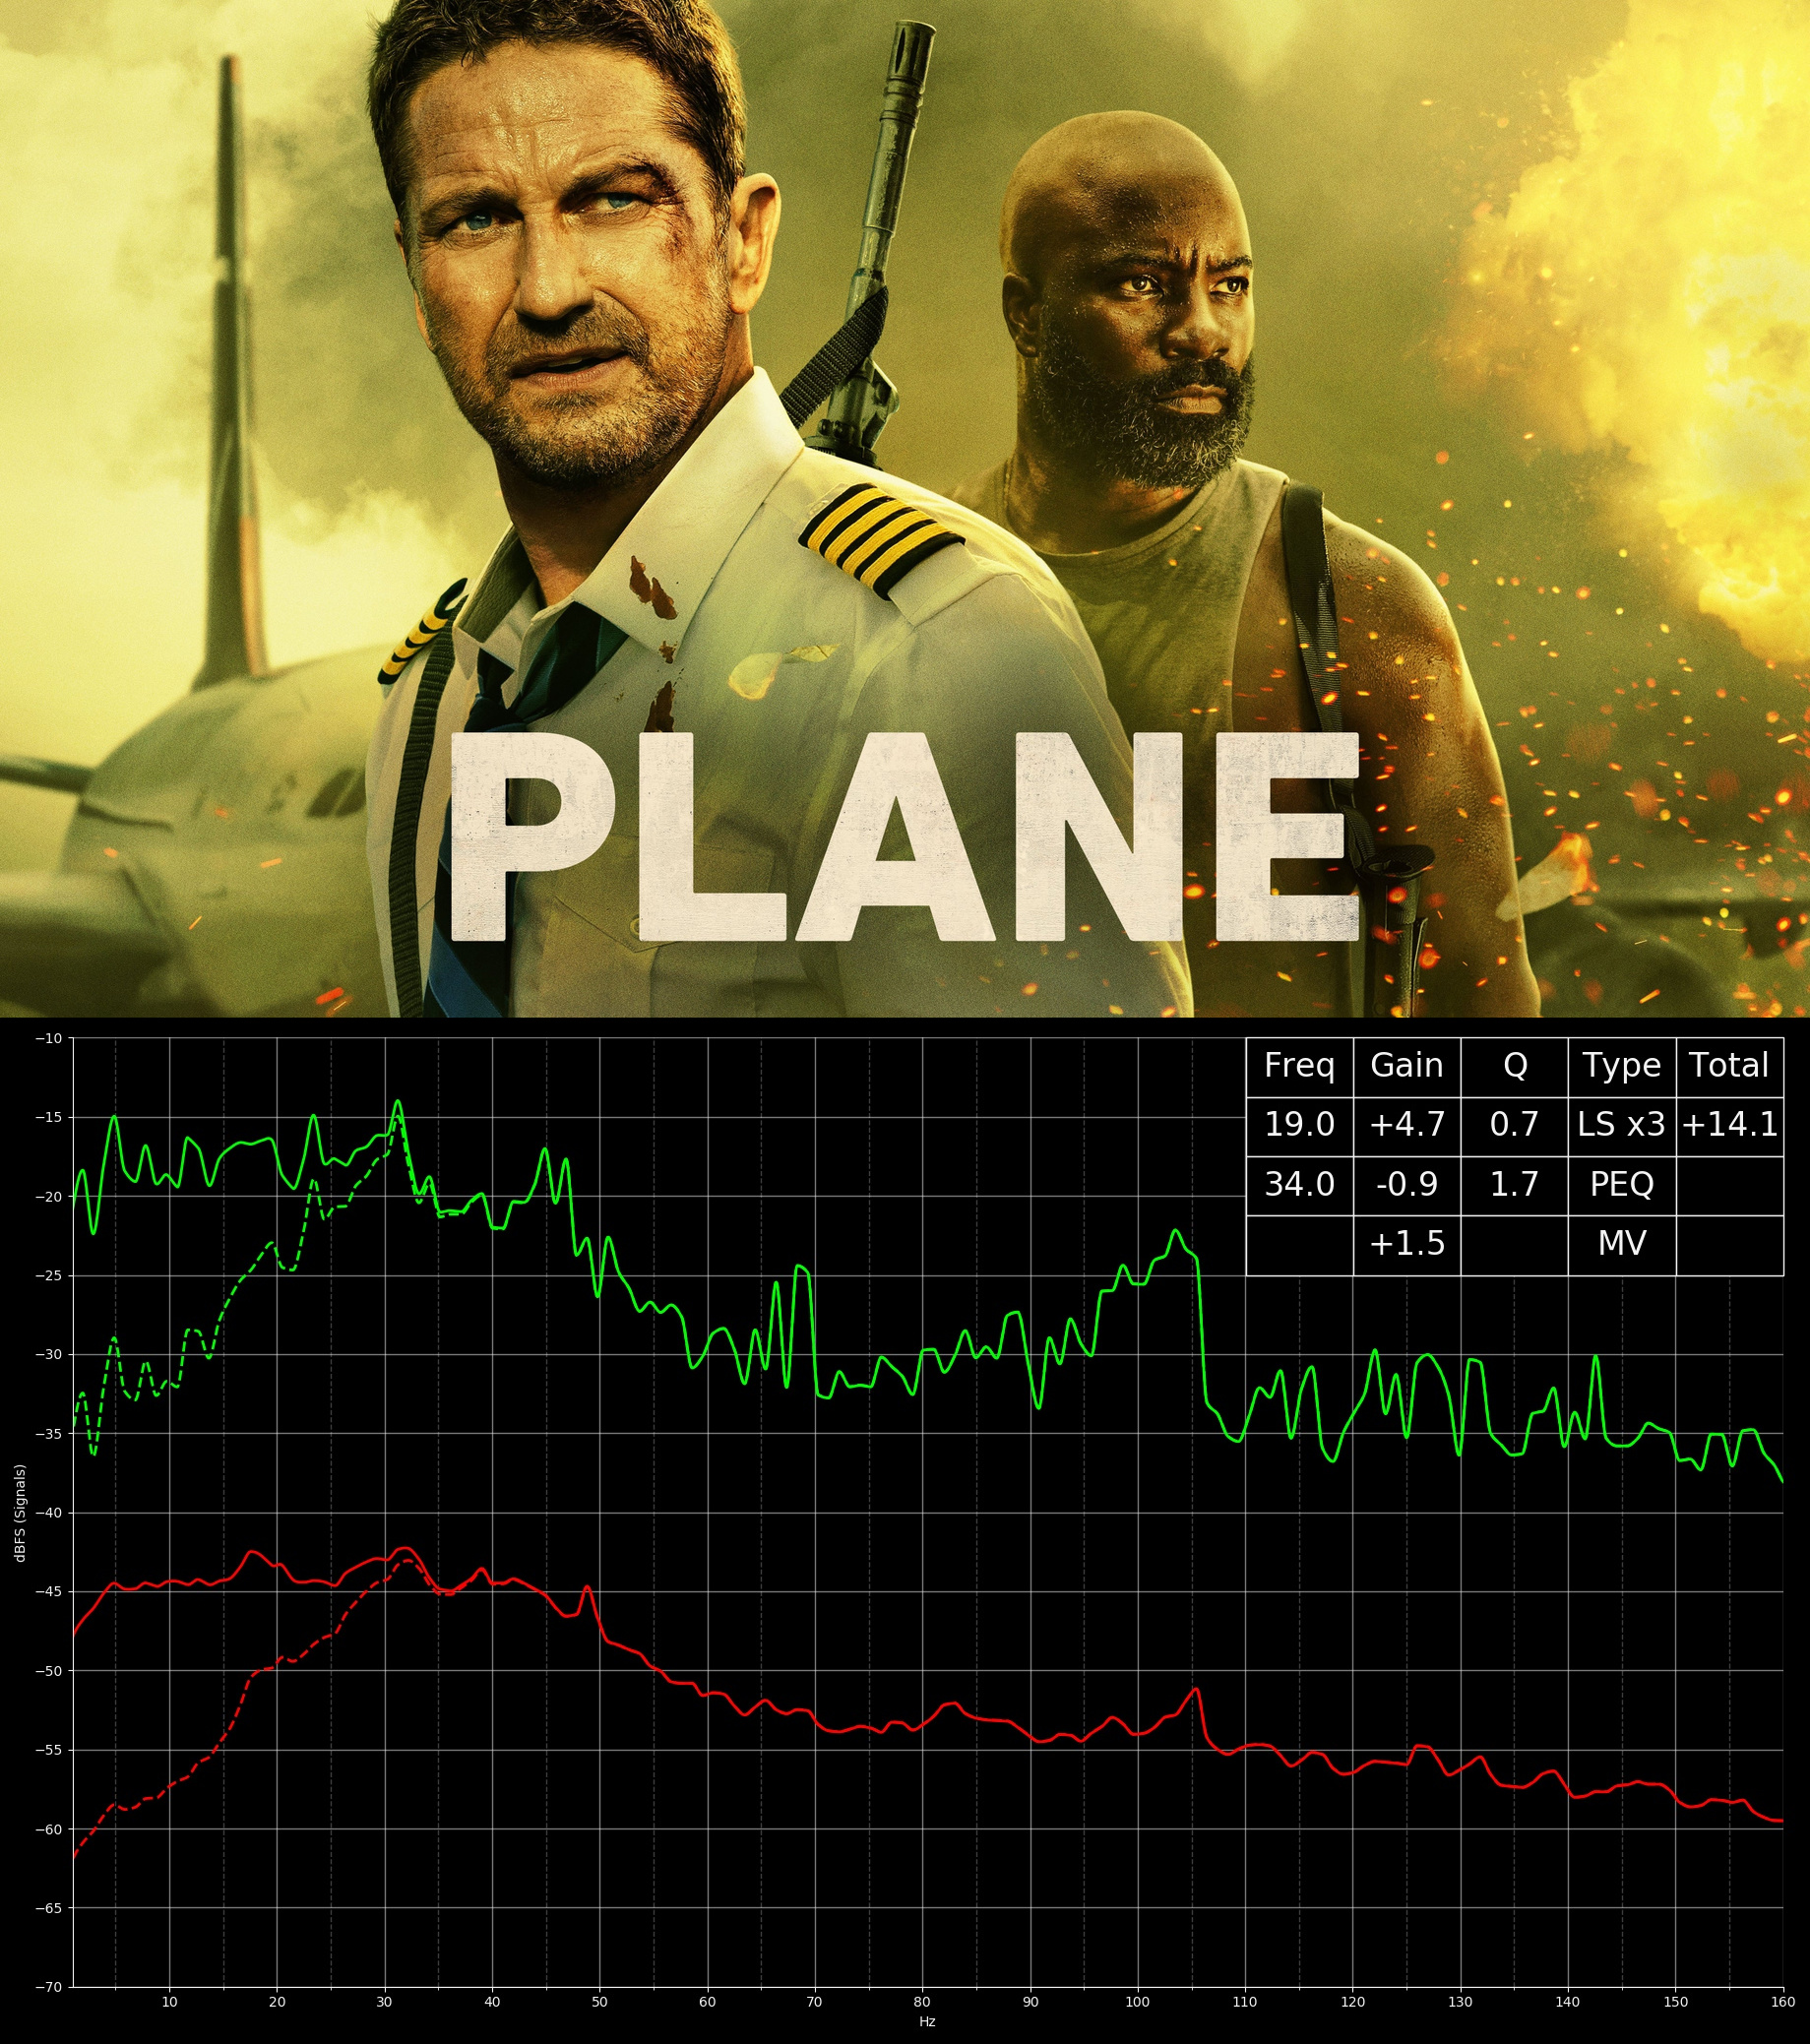 PLANE
Freq Gain Q Type Total
19.0 +4.7 0.7 LS x3 +14.1
34.0 -0.9 1.7 PEQ
+1.5 MV
−10
−15
−20
−25
−30
−35
−40
−45
−50
−55
−60
−65
−70
dBFS (Signals)
10 20 30 40 50 60 70 80 90 100 110 120 130 140 150 160
Hz